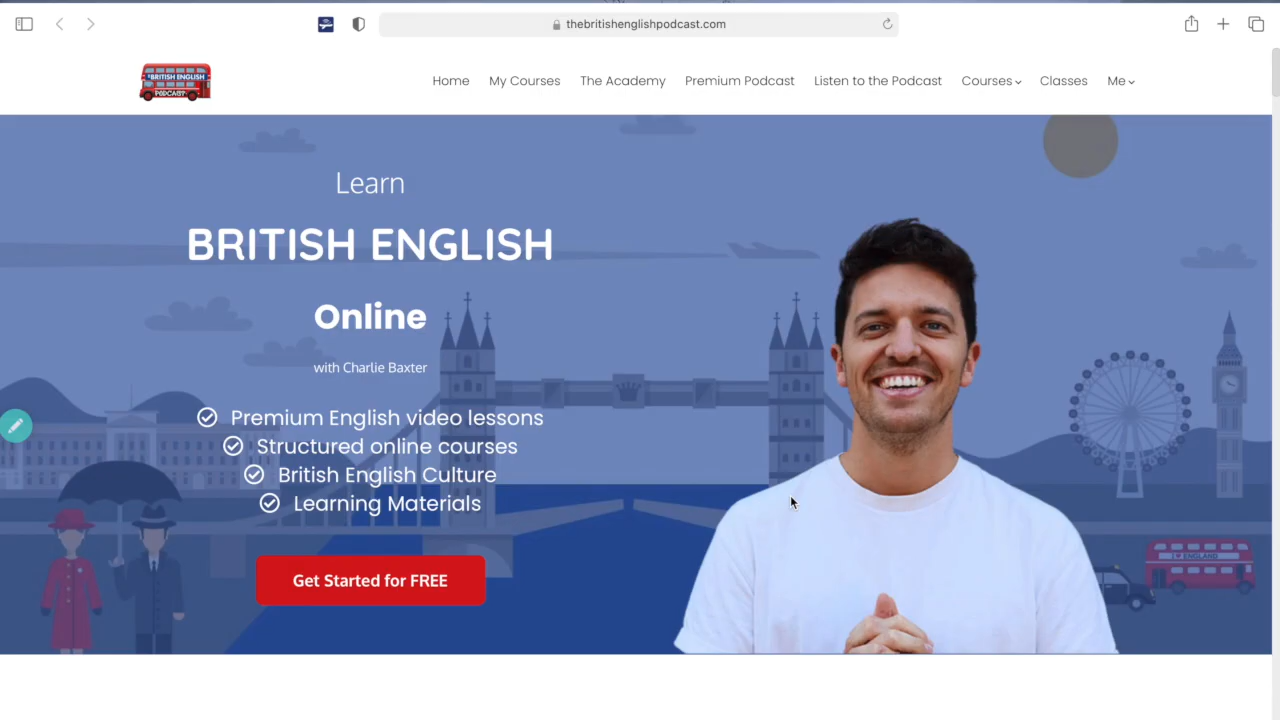 thebritishenglishpodcast.com
BRITISH ENGLISH
PODCAST
Home My Courses The Academy Premium Podcast Listen to the Podcast Courses Classes Me
Learn
BRITISH ENGLISH
Online
with Charlie Baxter
Premium English video lessons
Structured online courses
British English Culture
Learning Materials
Get Started for FREE
I ♥ ENGLAND